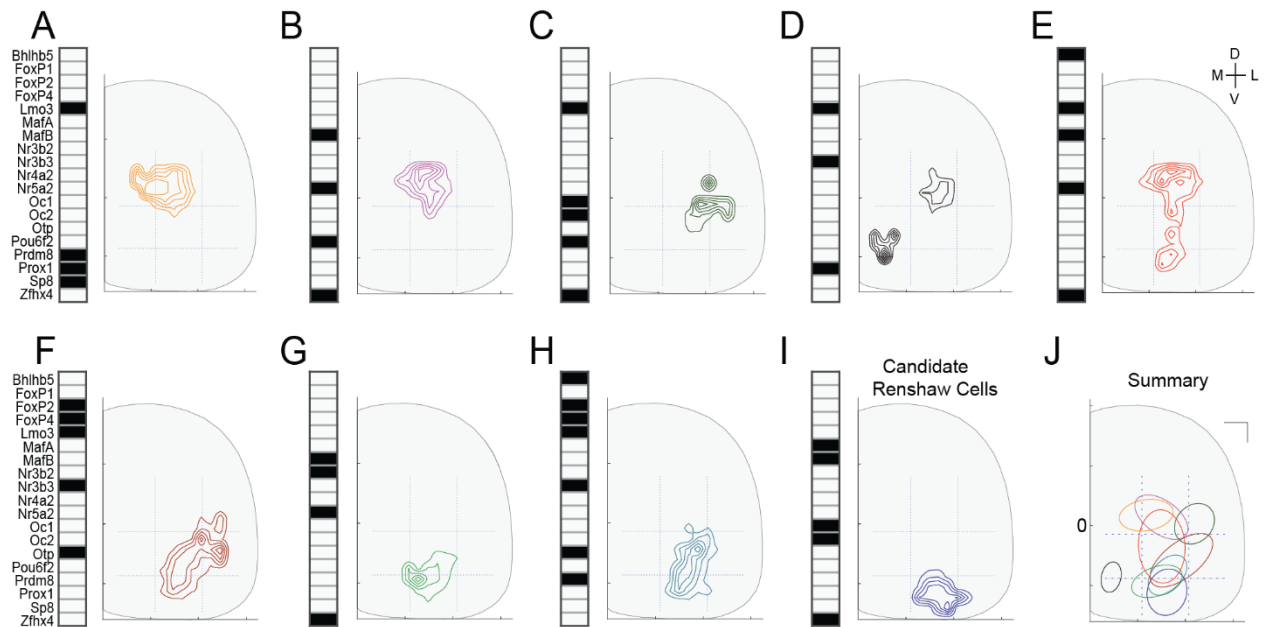 A
B
C
D
E
Bhlhb5
FoxP1
FoxP2
FoxP4
Lmo3
MafA
MafB
Nr3b2
Nr3b3
Nr4a2
Nr5a2
Oc1
Oc2
Otp
Pou6f2
Prdm8
Prox1
Sp8
Zfhx4
D
M L
V
F
G
H
I
J
Candidate
Renshaw Cells
Summary
Bhlhb5
FoxP1
FoxP2
FoxP4
Lmo3
MafA
MafB
Nr3b2
Nr3b3
Nr4a2
Nr5a2
Oc1
Oc2
Otp
Pou6f2
Prdm8
Prox1
Sp8
Zfhx4
0